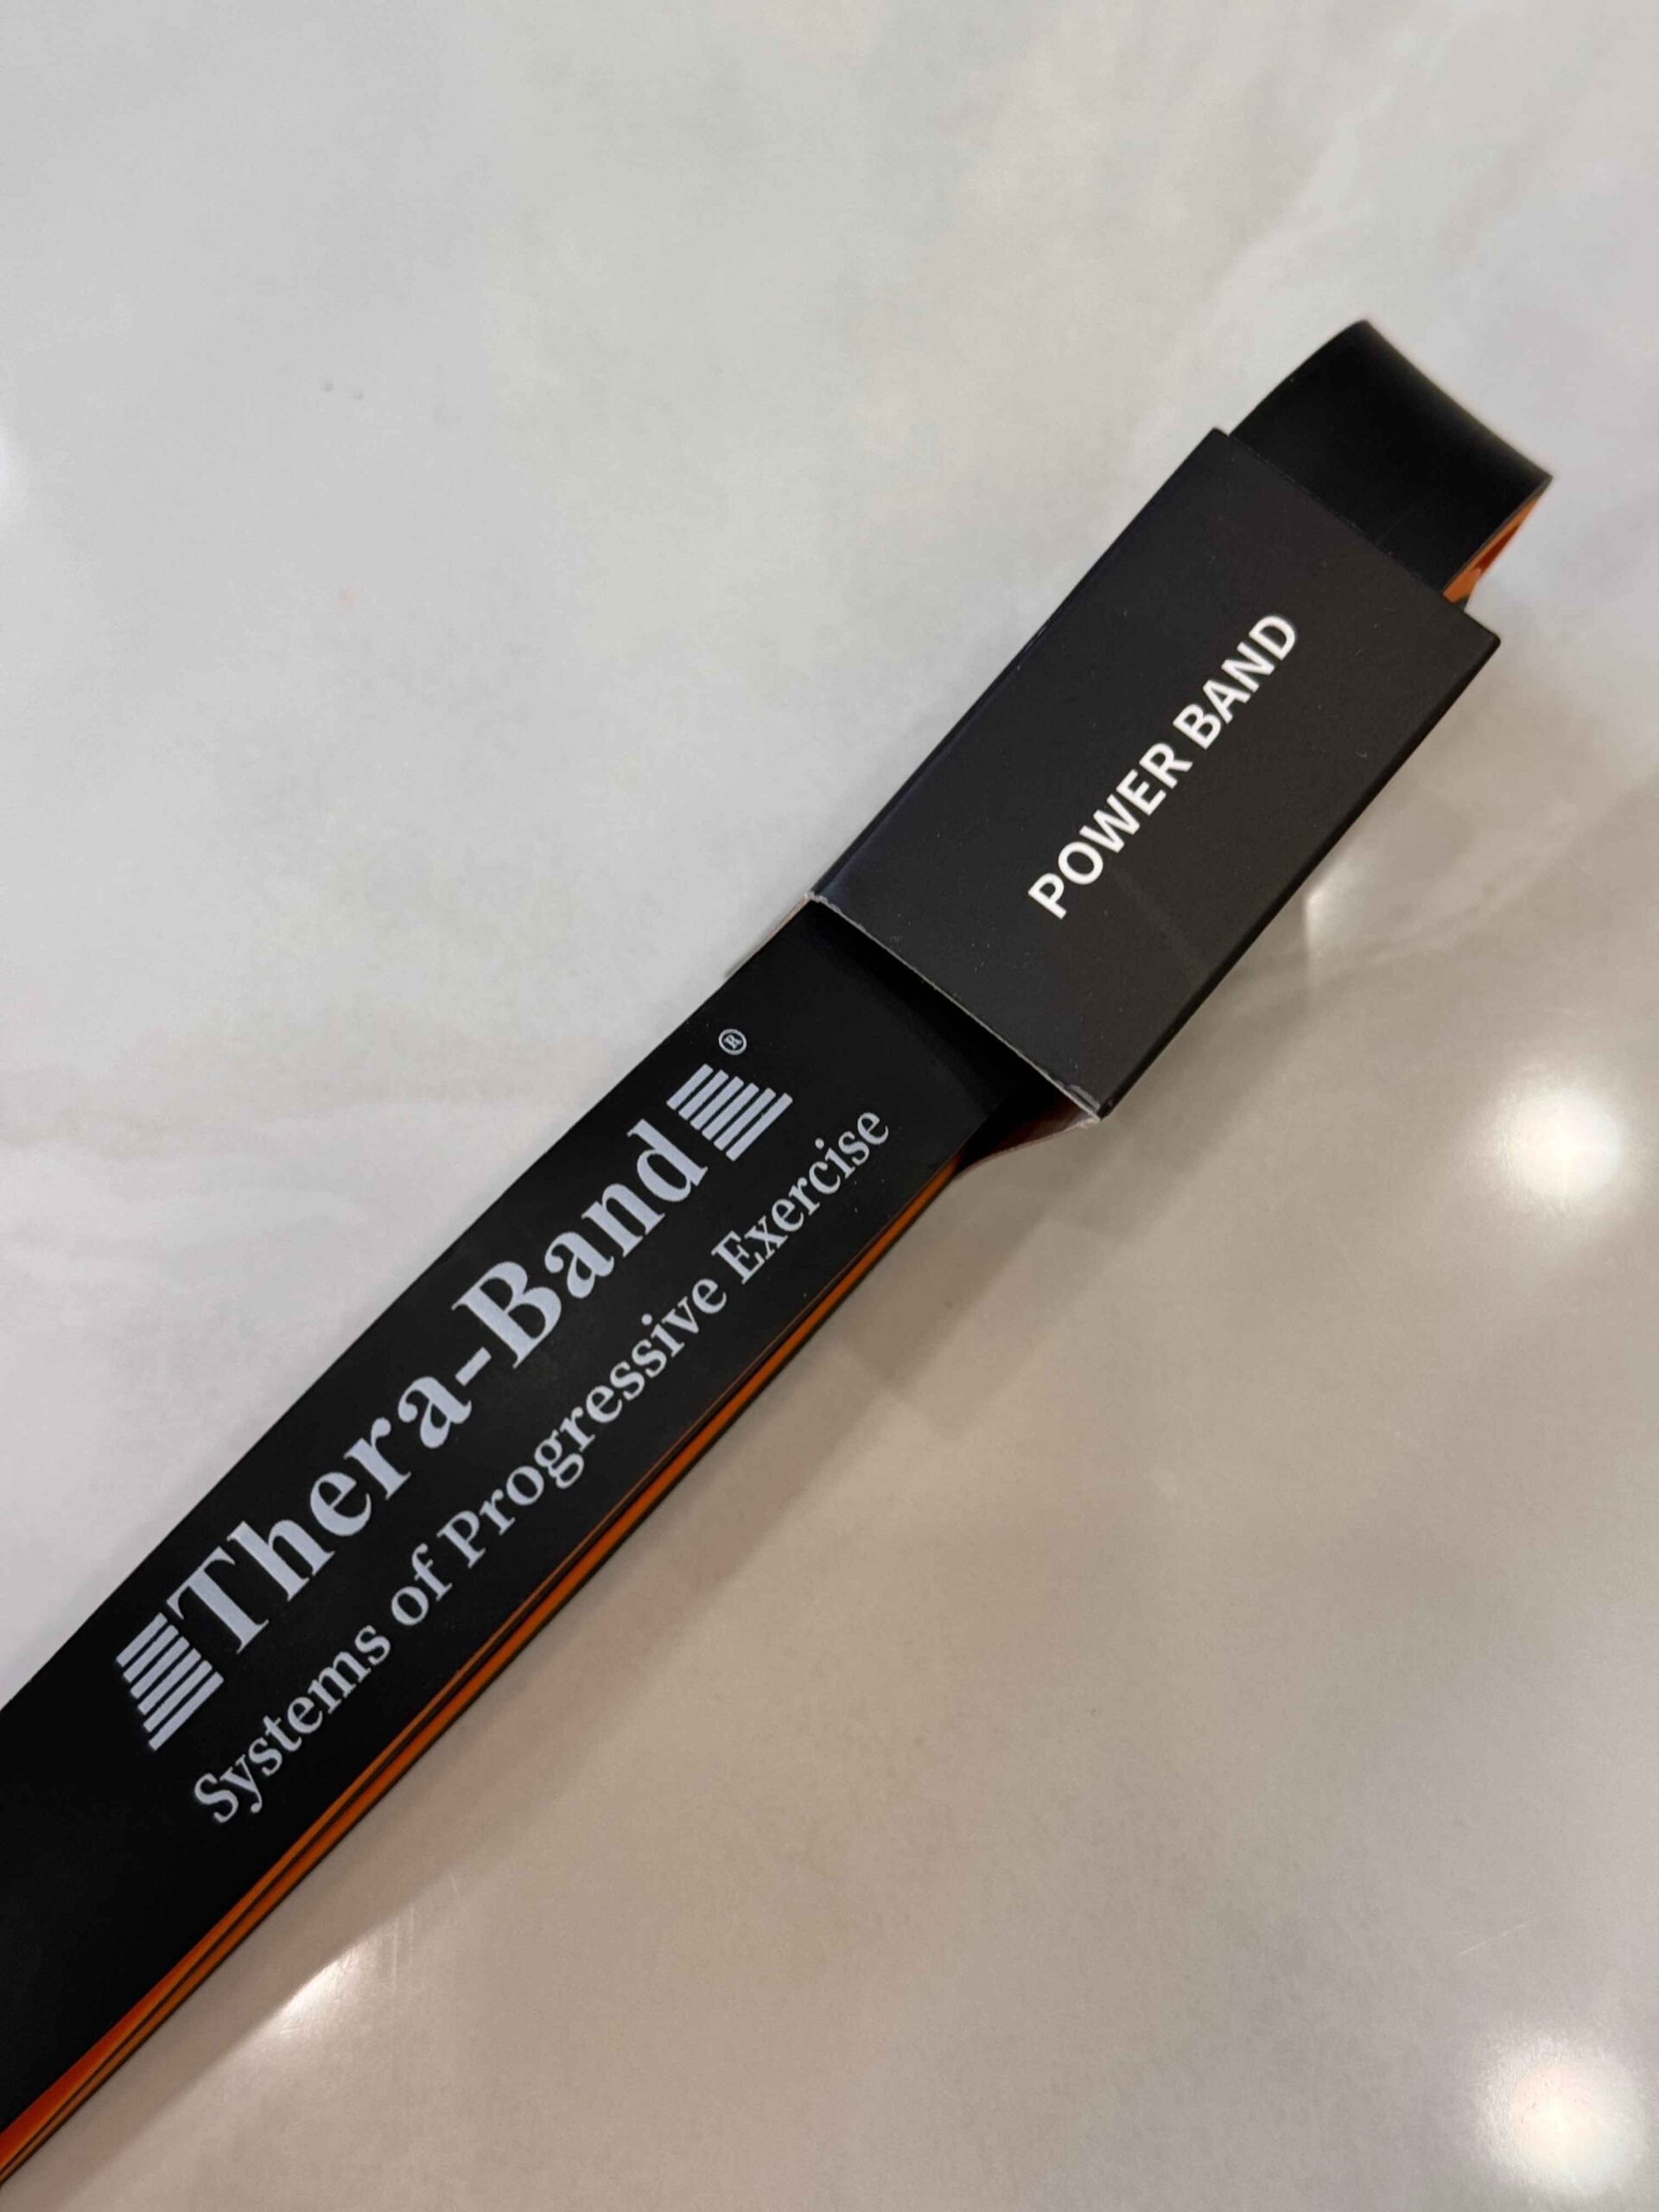 POWER BAND
Thera-Band®
Systems of Progressive Exercise